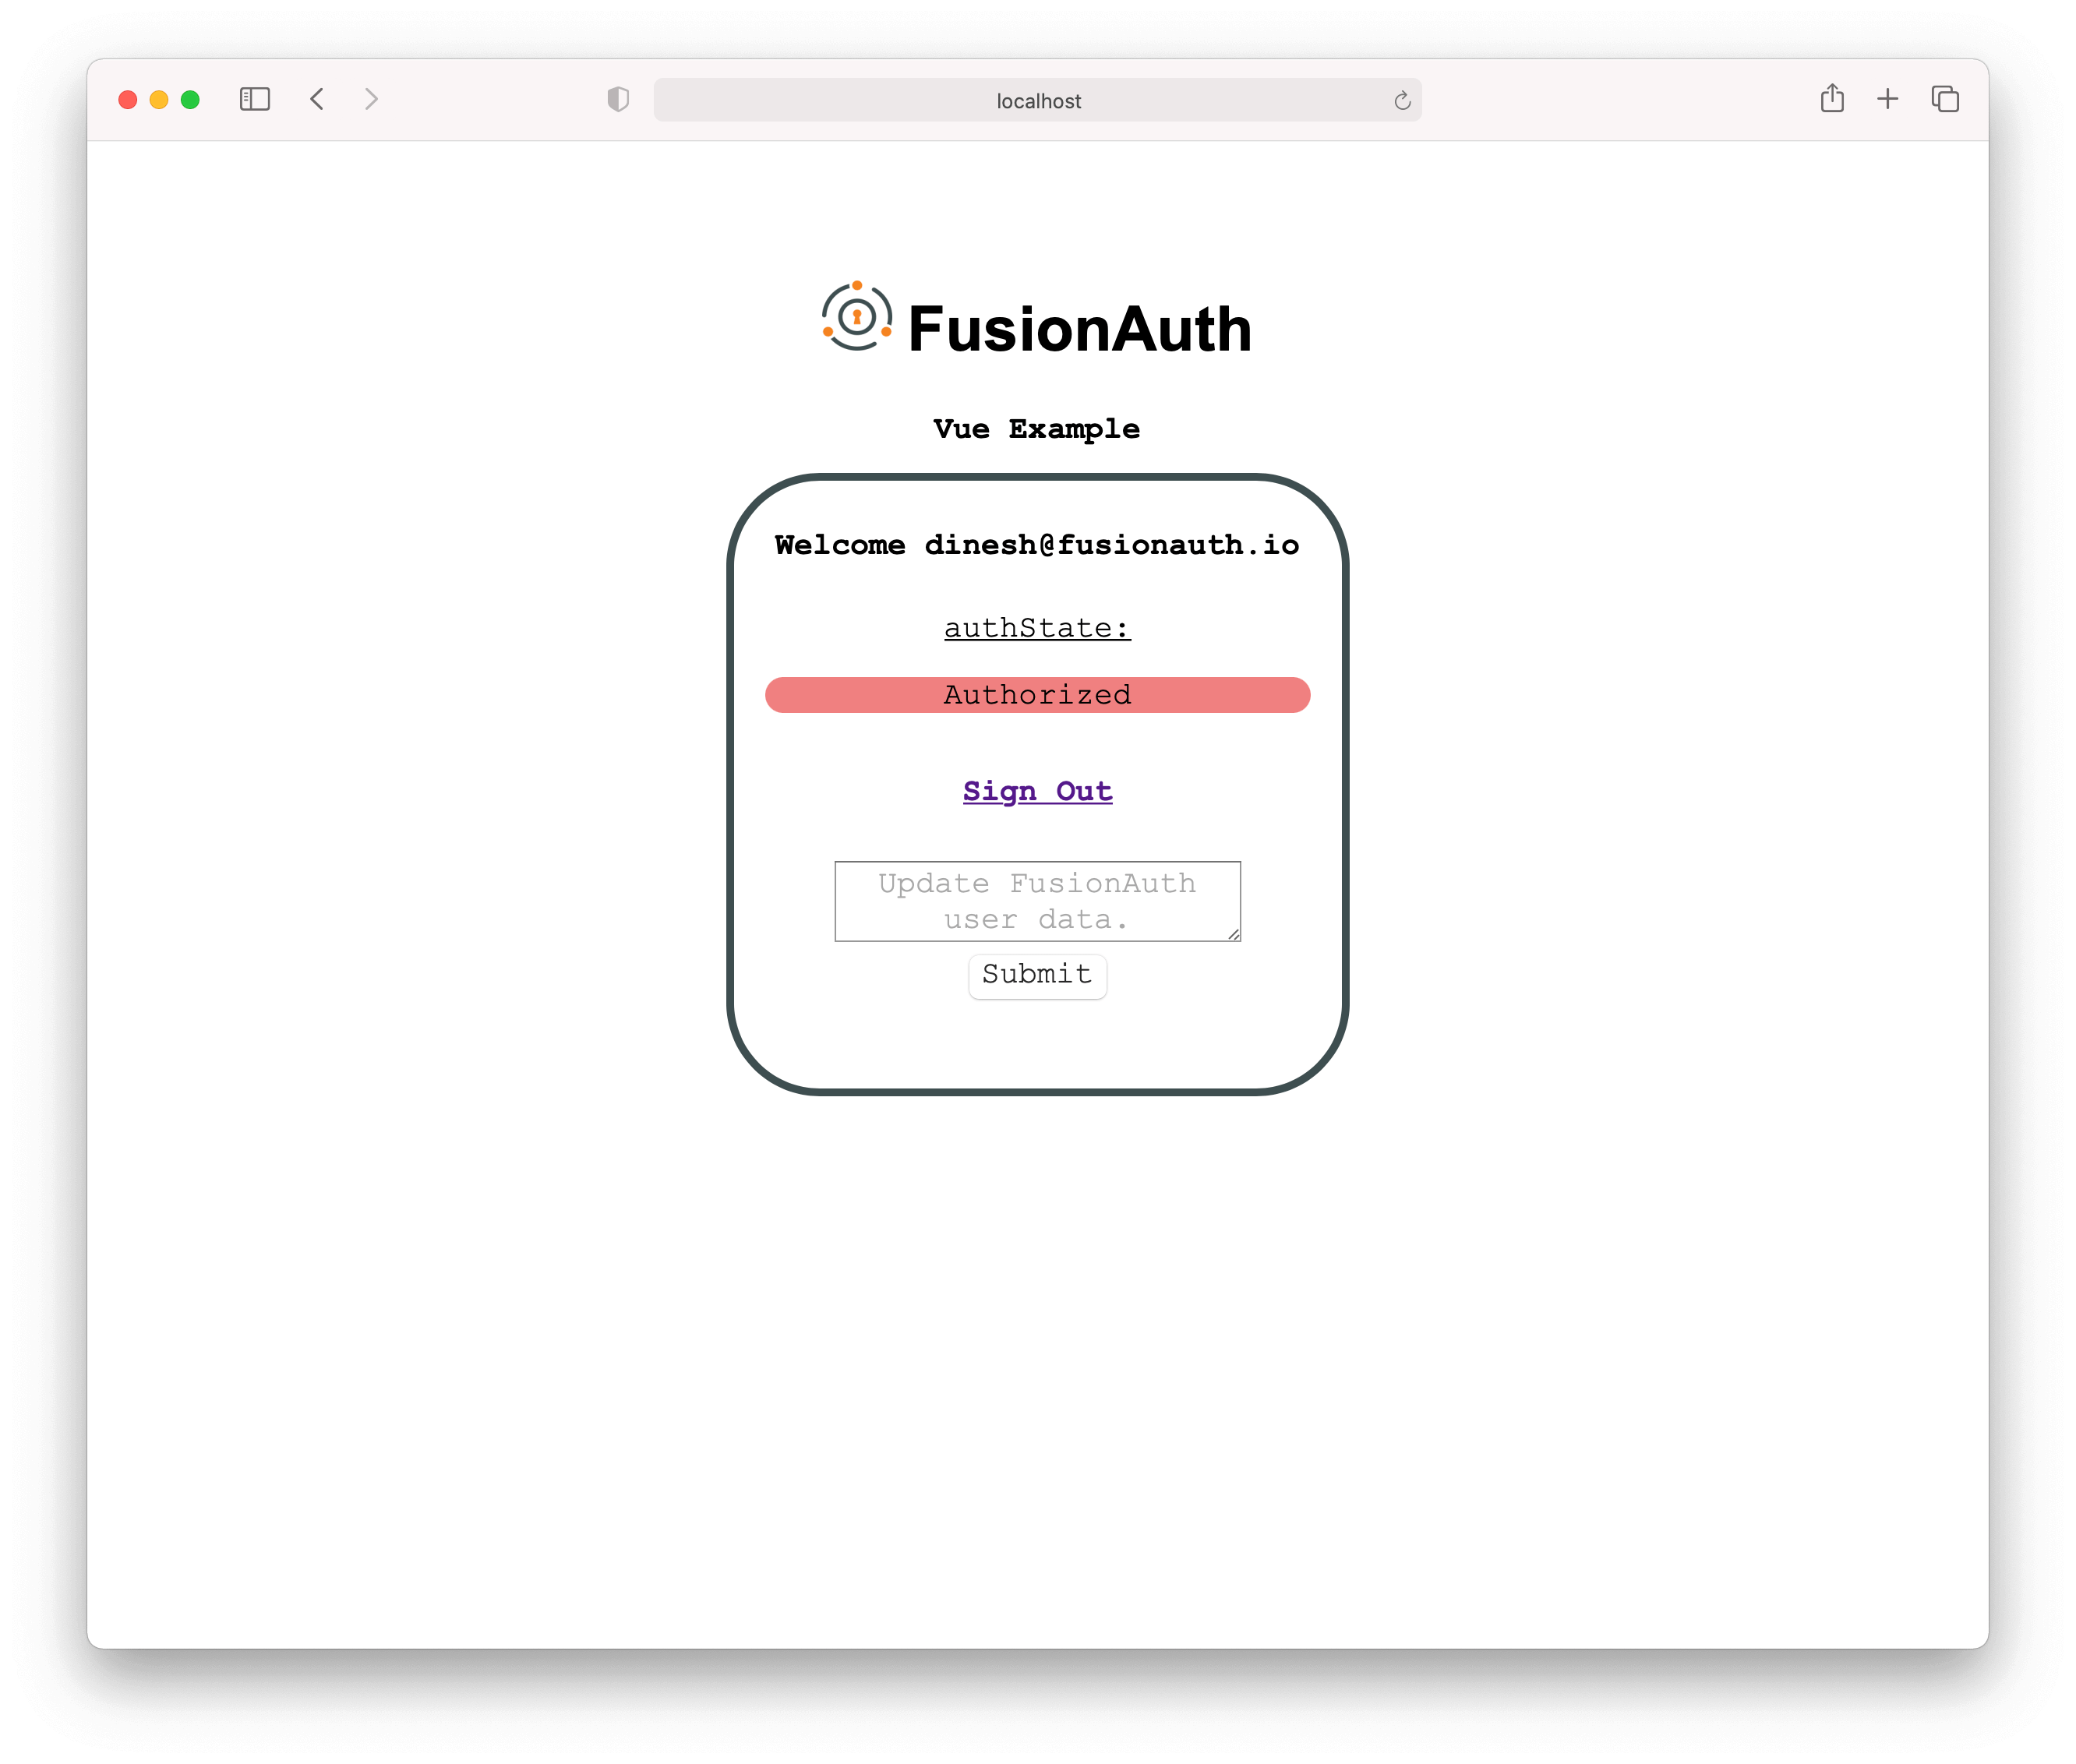 localhost
FusionAuth
Vue Example
Welcome dinesh@fusionauth.io
authState:
Authorized
Sign Out
Update FusionAuth
user data.
Submit